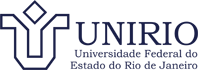 UNIRIO
Universidade Federal do
Estado do Rio de Janeiro